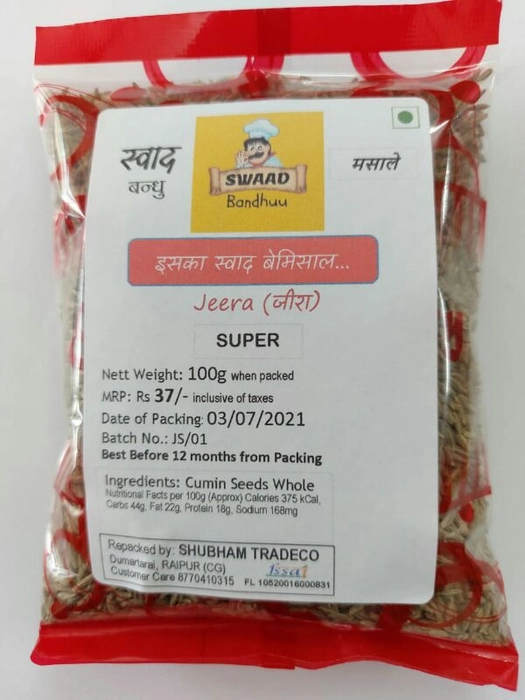 स्वाद
बन्धु
SWAAD
Bandhuu
मसाले
इसका स्वाद बेमिसाल...
Jeera (जीरा)
SUPER
Nett Weight: 100g when packed
MRP: Rs 37/- inclusive of taxes
Date of Packing: 03/07/2021
Batch No.: JS/01
Best Before 12 months from Packing
Ingredients: Cumin Seeds Whole
Nutritional Facts per 100g (Approx) Calories 375 kCal,
Carbs 44g, Fat 22g, Protein 18g, Sodium 168mg
Repacked by: SHUBHAM TRADECO
Dumartarai, RAIPUR (CG)
fssai
Customer Care 8770410315 FL 10520016000831